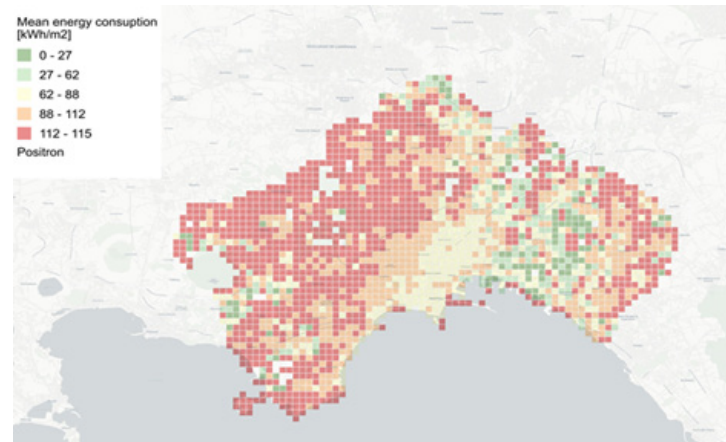 Mean energy consuption
[kWh/m2]
0 - 27
27 - 62
62 - 88
88 - 112
112 - 115
Positron